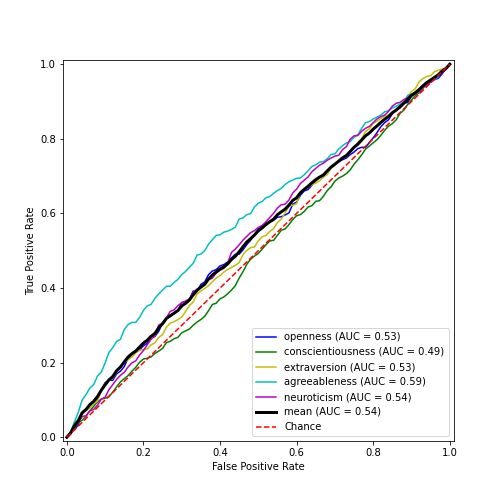 1.0
0.8
0.6
0.4
0.2
0.0
True Positive Rate
openness (AUC = 0.53)
conscientiousness (AUC = 0.49)
extraversion (AUC = 0.53)
agreeableness (AUC = 0.59)
neuroticism (AUC = 0.54)
mean (AUC = 0.54)
Chance
0.0 0.2 0.4 0.6 0.8 1.0
False Positive Rate